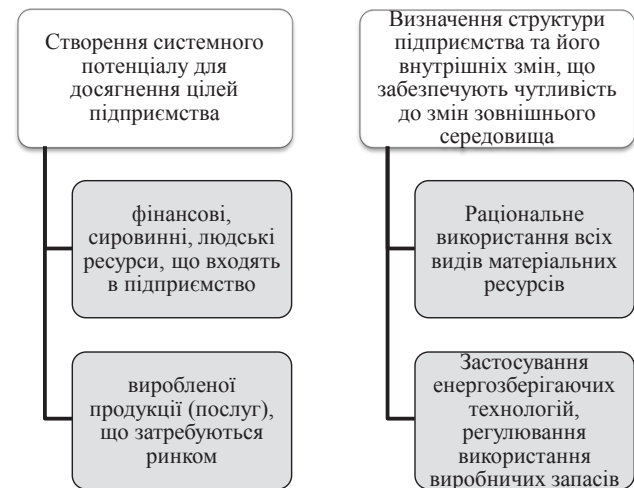 Створення системного
потенціалу для
досягнення цілей
підприємства
фінансові,
сировинні, людські
ресурси, що входять
в підприємство
виробленої
продукції (послуг),
що затребуються
ринком
Визначення структури
підприємства та його
внутрішніх змін, що
забезпечують чутливість
до змін зовнішнього
середовища
Раціональне
використання всіх
видів матеріальних
ресурсів
Застосування
енергозберігаючих
технологій,
регулювання
використання
виробничих запасів